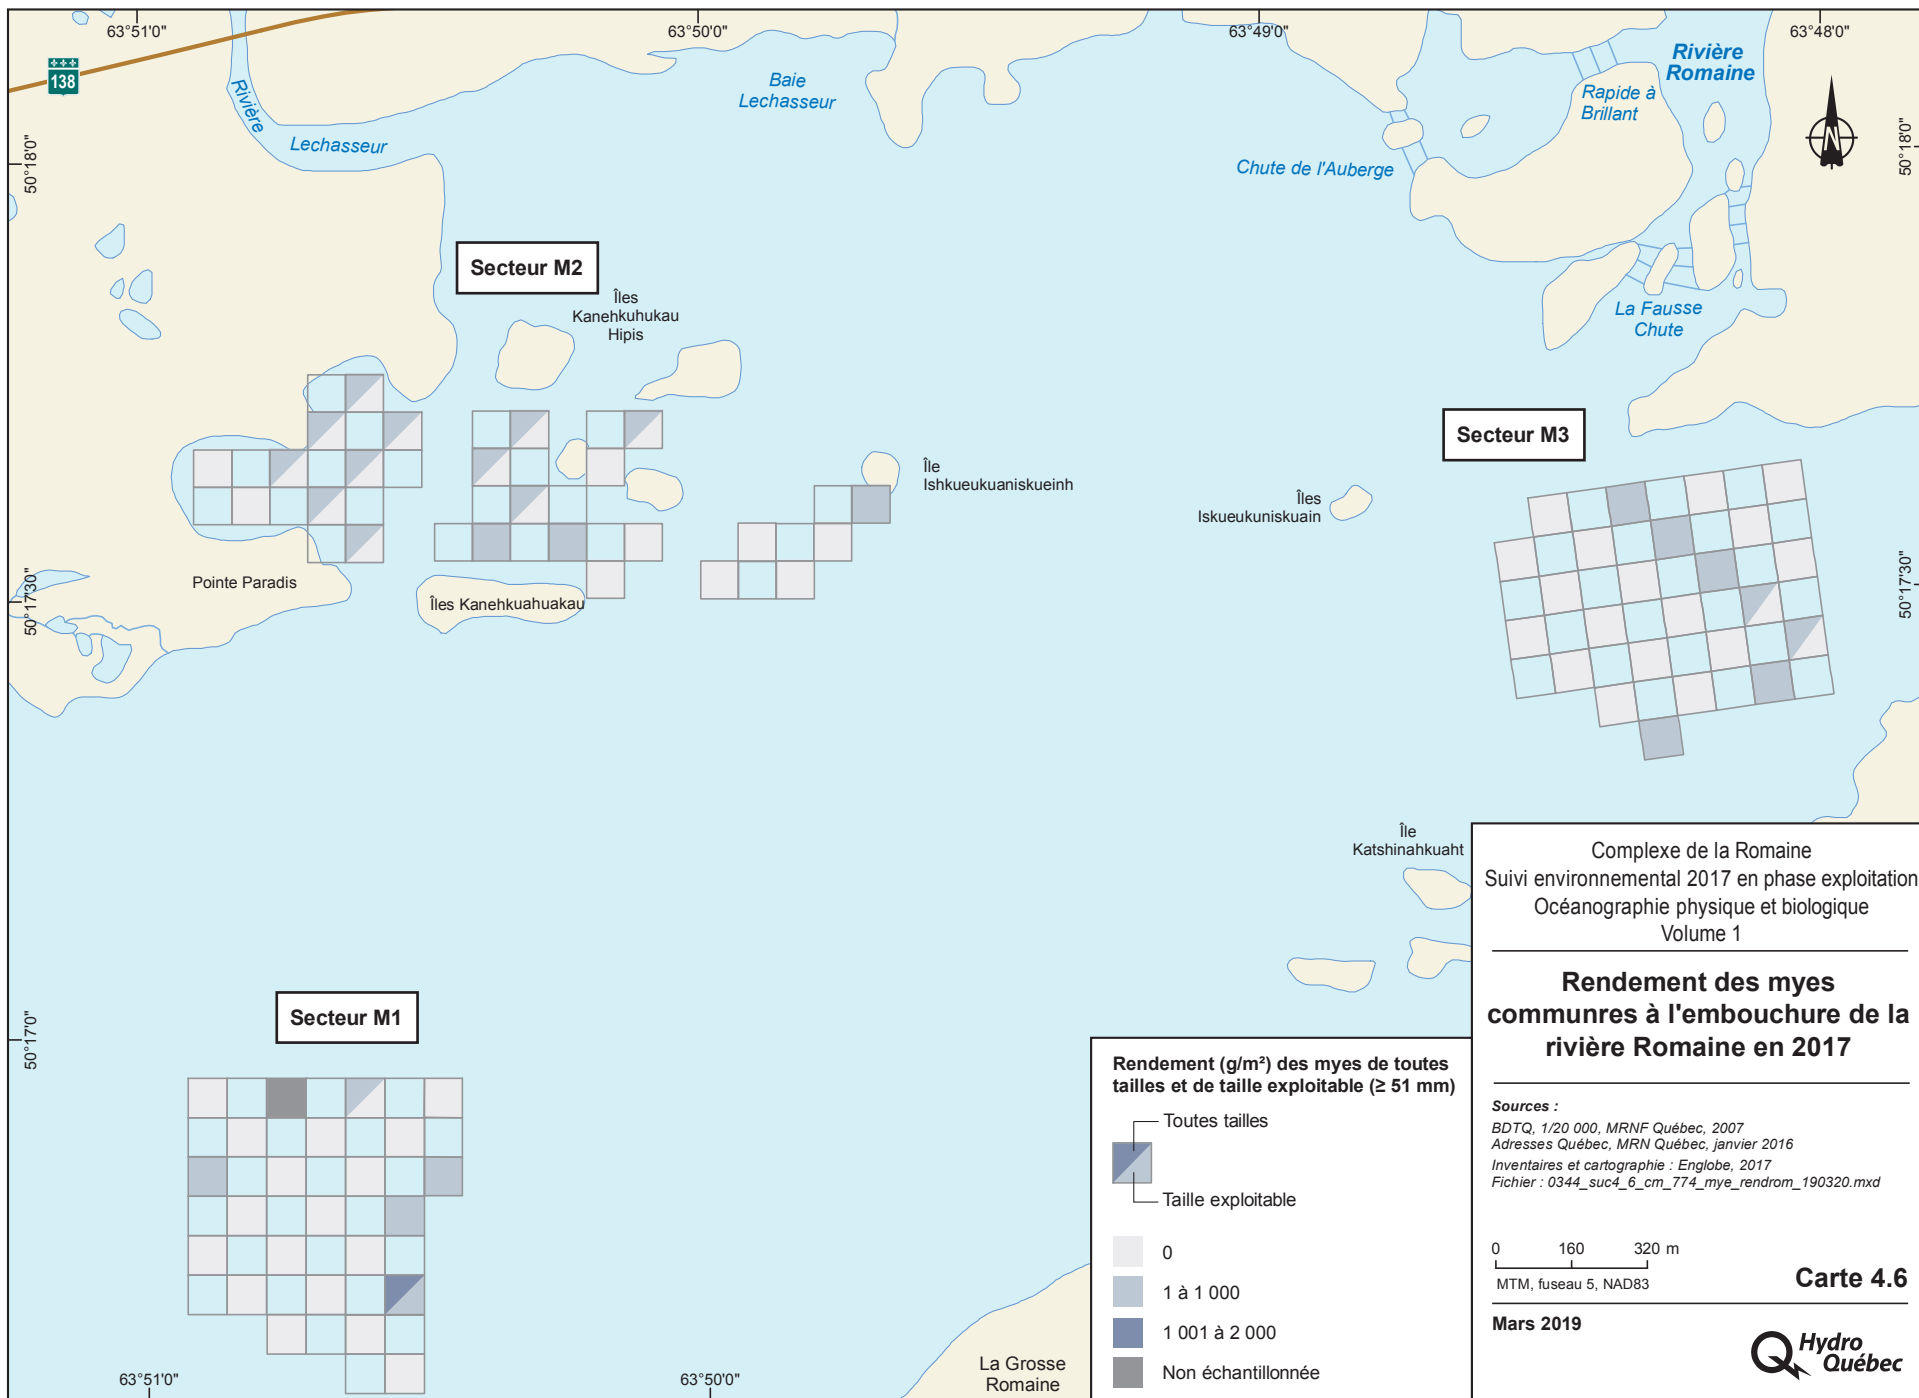 63°51'0"
63°50'0"
63°49'0"
63°48'0"
138
Rivière
Lechasseur
Baie
Lechasseur
Rivière
Romaine
Rapide à
Brillant
Chute de l'Auberge
La Fausse
Chute
N
50°18'0"
50°18'0"
Secteur M2
Îles
Kanehkuhukau
Hipis
Secteur M3
Île
Ishkueukuaniskueinh
Îles
Iskueukuniskuain
Pointe Paradis
Îles Kanehkuahuakau
50°17'30"
50°17'30"
Île
Katshinahkuaht
Secteur M1
50°17'0"
La Grosse
Romaine
63°51'0"
63°50'0"
Rendement (g/m²) des myes de toutes
tailles et de taille exploitable (≥ 51 mm)
Toutes tailles
Taille exploitable
0
1 à 1 000
1 001 à 2 000
Non échantillonnée
Complexe de la Romaine
Suivi environnemental 2017 en phase exploitation
Océanographie physique et biologique
Volume 1
Rendement des myes
communres à l'embouchure de la
rivière Romaine en 2017
Sources :
BDTQ, 1/20 000, MRNF Québec, 2007
Adresses Québec, MRN Québec, janvier 2016
Inventaires et cartographie : Englobe, 2017
Fichier : 0344_suc4_6_cm_774_mye_rendrom_190320.mxd
0 160 320 m
MTM, fuseau 5, NAD83
Carte 4.6
Mars 2019
Hydro
Québec